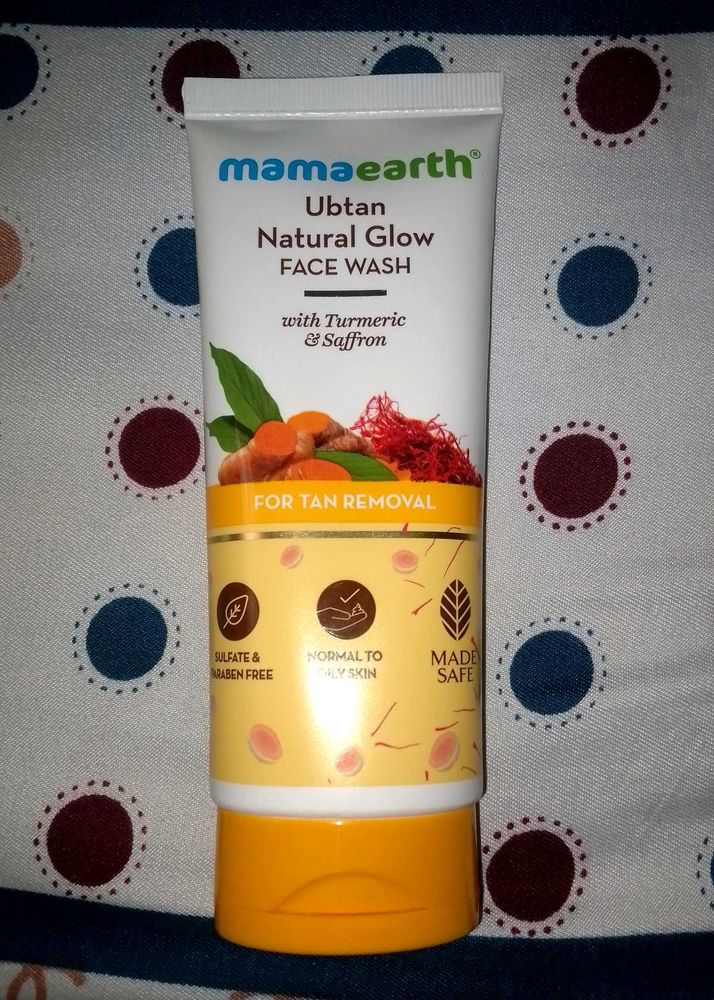 mamaearth®
Ubtan
Natural Glow
FACE WASH
with Turmeric
& Saffron
FOR TAN REMOVAL
SULFATE &
PARABEN FREE
NORMAL TO
OILY SKIN
MADE
SAFE